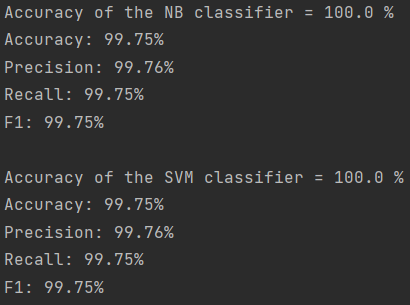 Accuracy of the NB classifier = 100.0 %
Accuracy: 99.75%
Precision: 99.76%
Recall: 99.75%
F1: 99.75%
Accuracy of the SVM classifier = 100.0 %
Accuracy: 99.75%
Precision: 99.76%
Recall: 99.75%
F1: 99.75%